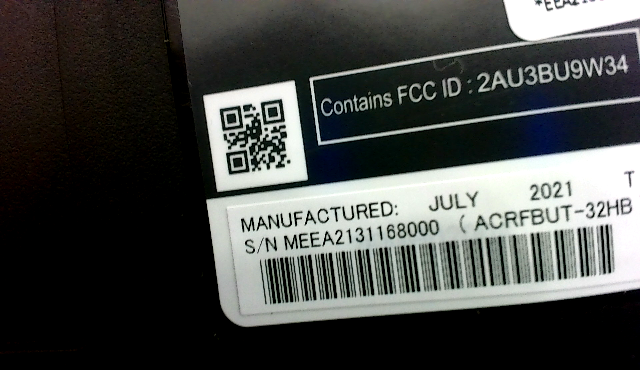 Contains FCC ID : 2AU3BU9W34
MANUFACTURED: JULY 2021 T
S/N MEEA2131168000 ( ACRFBUT-32HB